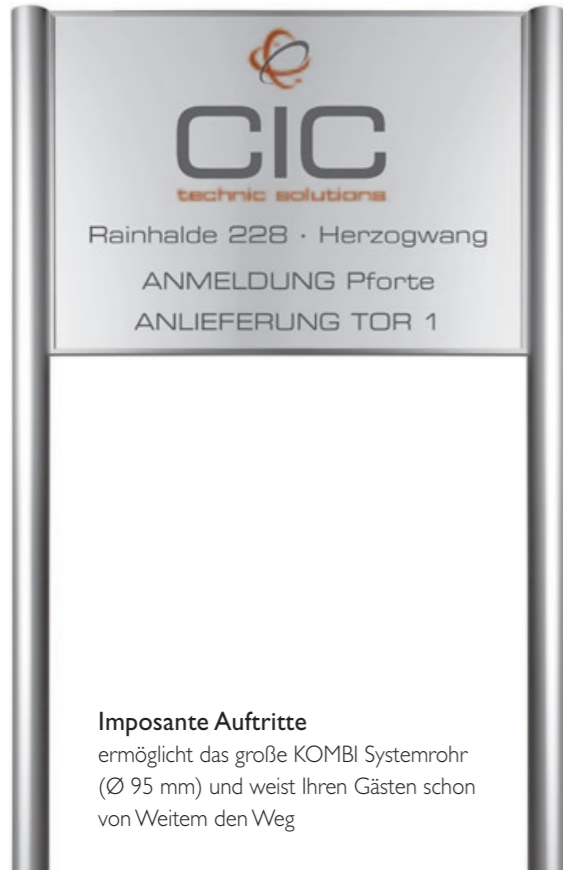 CIC
technic solutions
Rainhalde 228 · Herzogwang
ANMELDUNG Pforte
ANLIEFERUNG TOR 1
Imposante Auftritte
ermöglicht das große KOMBI Systemrohr
(Ø 95 mm) und weist Ihren Gästen schon
von Weitem den Weg